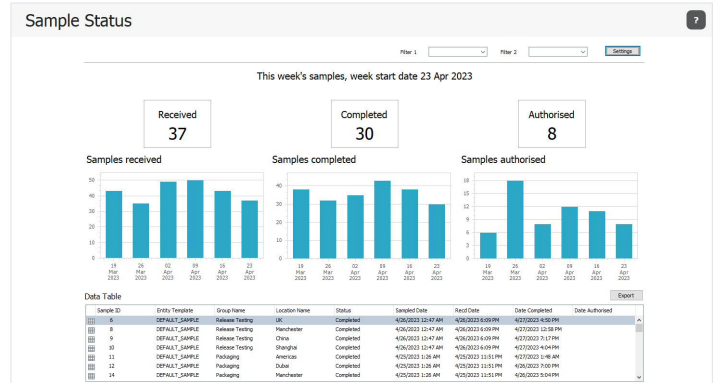 Sample Status
?
Filter 1 Filter 2 Settings
This week's samples, week start date 23 Apr 2023
Received Completed Authorised
37 30 8
Samples received Samples completed Samples authorised
50
40
30
20
10
0
19 Mar 2023 26 Mar 2023 02 Apr 2023 09 Apr 2023 16 Apr 2023 23 Apr 2023
40
30
20
10
0
19 Mar 2023 26 Mar 2023 02 Apr 2023 09 Apr 2023 16 Apr 2023 23 Apr 2023
18
15
12
9
6
3
0
19 Mar 2023 26 Mar 2023 02 Apr 2023 09 Apr 2023 16 Apr 2023 23 Apr 2023
Data Table Export
Sample ID Entity Template Group Name Location Name Status Sampled Date Recd Date Date Completed Date Authorised
6 DEFAULT_SAMPLE Release Testing UK Completed 4/26/2023 12:47 AM 4/26/2023 6:09 PM 4/27/2023 4:50 PM
8 DEFAULT_SAMPLE Release Testing Manchester Completed 4/26/2023 12:47 AM 4/26/2023 6:09 PM 4/27/2023 12:58 PM
9 DEFAULT_SAMPLE Release Testing China Completed 4/26/2023 12:47 AM 4/26/2023 6:09 PM 4/27/2023 7:17 PM
10 DEFAULT_SAMPLE Release Testing Shanghai Completed 4/26/2023 12:47 AM 4/26/2023 6:09 PM 4/27/2023 4:04 PM
11 DEFAULT_SAMPLE Packaging Americas Completed 4/25/2023 1:26 AM 4/25/2023 11:51 PM 4/27/2023 1:48 AM
12 DEFAULT_SAMPLE Packaging Dubai Completed 4/25/2023 1:26 AM 4/25/2023 11:51 PM 4/26/2023 7:00 PM
14 DEFAULT_SAMPLE Packaging Manchester Completed 4/25/2023 1:26 AM 4/25/2023 11:51 PM 4/26/2023 5:04 PM